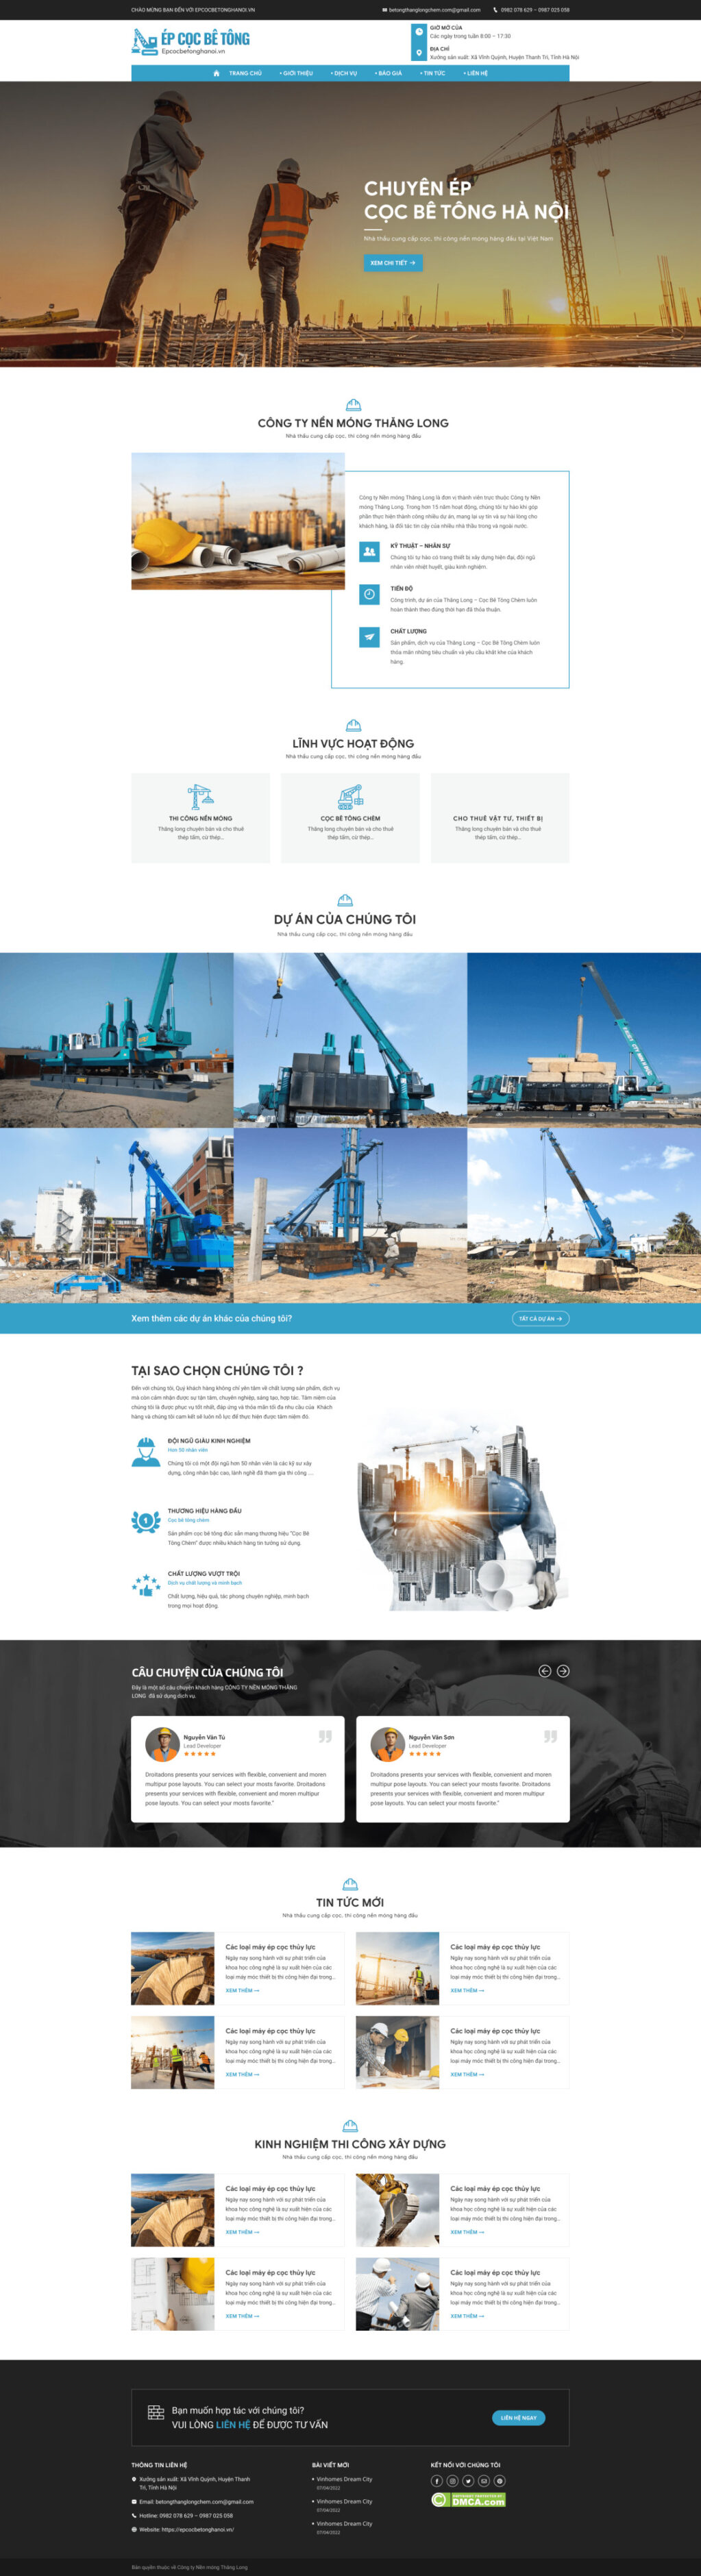 CHÀO MỪNG BẠN ĐẾN VỚI EPCOCBETONGHANOI.VN
betongthanglongchem.com@gmail.com
0982 078 629 - 0987 025 058
ÉP CỌC BÊ TÔNG
Epcocbetonghanoi.vn
GIỜ MỞ CỬA
Các ngày trong tuần 8:00 - 17:30
ĐỊA CHỈ
Xưởng sản xuất: Xã Vĩnh Quỳnh, Huyện Thanh Trì, Tỉnh Hà Nội
TRANG CHỦ
GIỚI THIỆU
DỊCH VỤ
BÁO GIÁ
TIN TỨC
LIÊN HỆ
CHUYÊN ÉP
CỌC BÊ TÔNG HÀ NỘI
Nhà thầu cung cấp cọc, thi công nền móng hàng đầu tại Việt Nam
XEM CHI TIẾT →
CÔNG TY NỀN MÓNG THĂNG LONG
Nhà thầu cung cấp cọc, thi công nền móng hàng đầu
Công ty Nền móng Thăng Long là đơn vị thành viên trực thuộc Công ty Nền
móng Thăng Long. Trong hơn 15 năm hoạt động, chúng tôi tự hào khi góp
phần thực hiện thành công nhiều dự án, mang lại uy tín và sự hài lòng cho
khách hàng, là đối tác tin cậy của nhiều nhà thầu trong và ngoài nước.
KỸ THUẬT – NHÂN SỰ
Chúng tôi tự hào có trang thiết bị xây dựng hiện đại, đội ngũ
nhân viên nhiệt huyết, giàu kinh nghiệm.
TIẾN ĐỘ
Công trình, dự án của Thăng Long – Cọc Bê Tông Chèm luôn
hoàn thành theo đúng thời hạn đã thỏa thuận.
CHẤT LƯỢNG
Sản phẩm, dịch vụ của Thăng Long – Cọc Bê Tông Chèm luôn
thỏa mãn những tiêu chuẩn và yêu cầu khắt khe của khách
hàng.
LĨNH VỰC HOẠT ĐỘNG
Nhà thầu cung cấp cọc, thi công nền móng hàng đầu
THI CÔNG NỀN MÓNG
Thăng long chuyên bán và cho thuê
thép tấm, cừ thép...
CỌC BÊ TÔNG CHÈM
Thăng long chuyên bán và cho thuê
thép tấm, cừ thép...
CHO THUÊ VẬT TƯ, THIẾT BỊ
Thăng long chuyên bán và cho thuê
thép tấm, cừ thép...
DỰ ÁN CỦA CHÚNG TÔI
Nhà thầu cung cấp cọc, thi công nền móng hàng đầu
Xem thêm các dự án khác của chúng tôi?
TẤT CẢ DỰ ÁN →
TẠI SAO CHỌN CHÚNG TÔI ?
Đến với chúng tôi, Quý khách hàng không chỉ yên tâm về chất lượng sản phẩm, dịch vụ
mà còn cảm nhận được sự tận tâm, chuyên nghiệp, sáng tạo, hợp tác. Tâm niệm của
chúng tôi là được phục vụ tốt nhất, đáp ứng và thỏa mãn tối đa nhu cầu của Khách
hàng và chúng tôi cam kết sẽ luôn nỗ lực để thực hiện được tâm niệm đó.
ĐỘI NGŨ GIÀU KINH NGHIỆM
Hơn 50 nhân viên
Chúng tôi có một đội ngũ hơn 50 nhân viên là các kỹ sư xây
dựng, công nhân bậc cao, lành nghề đã tham gia thi công ....
THƯƠNG HIỆU HÀNG ĐẦU
Cọc bê tông chèm
Sản phẩm cọc bê tông đúc sẵn mang thương hiệu "Cọc Bê
Tông Chèm" được nhiều khách hàng tin tưởng sử dụng.
CHẤT LƯỢNG VƯỢT TRỘI
Dịch vụ chất lượng và minh bạch
Chất lượng, hiệu quả, tác phong chuyên nghiệp, minh bạch
trong mọi hoạt động.
CÂU CHUYỆN CỦA CHÚNG TÔI
Đây là một số câu chuyện khách hàng CÔNG TY NỀN MÓNG THĂNG
LONG đã sử dụng dịch vụ.
Nguyễn Văn Tú
Lead Developer
Droitadons presents your services with flexible, convenient and moren
multipur pose layouts. You can select your mosts favorite. Droitadons
presents your services with flexible, convenient and moren multipur
pose layouts. You can select your mosts favorite."
Nguyễn Văn Sơn
Lead Developer
Droitadons presents your services with flexible, convenient and moren
multipur pose layouts. You can select your mosts favorite. Droitadons
presents your services with flexible, convenient and moren multipur
pose layouts. You can select your mosts favorite."
TIN TỨC MỚI
Nhà thầu cung cấp cọc, thi công nền móng hàng đầu
Các loại máy ép cọc thủy lực
Ngày nay song hành với sự phát triển của
khoa học công nghệ là sự xuất hiện của các
loại máy móc thiết bị thi công hiện đại trong...
XEM THÊM →
Các loại máy ép cọc thủy lực
Ngày nay song hành với sự phát triển của
khoa học công nghệ là sự xuất hiện của các
loại máy móc thiết bị thi công hiện đại trong...
XEM THÊM →
Các loại máy ép cọc thủy lực
Ngày nay song hành với sự phát triển của
khoa học công nghệ là sự xuất hiện của các
loại máy móc thiết bị thi công hiện đại trong...
XEM THÊM →
Các loại máy ép cọc thủy lực
Ngày nay song hành với sự phát triển của
khoa học công nghệ là sự xuất hiện của các
loại máy móc thiết bị thi công hiện đại trong...
XEM THÊM →
KINH NGHIỆM THI CÔNG XÂY DỰNG
Nhà thầu cung cấp cọc, thi công nền móng hàng đầu
Các loại máy ép cọc thủy lực
Ngày nay song hành với sự phát triển của
khoa học công nghệ là sự xuất hiện của các
loại máy móc thiết bị thi công hiện đại trong...
XEM THÊM →
Các loại máy ép cọc thủy lực
Ngày nay song hành với sự phát triển của
khoa học công nghệ là sự xuất hiện của các
loại máy móc thiết bị thi công hiện đại trong...
XEM THÊM →
Các loại máy ép cọc thủy lực
Ngày nay song hành với sự phát triển của
khoa học công nghệ là sự xuất hiện của các
loại máy móc thiết bị thi công hiện đại trong...
XEM THÊM →
Các loại máy ép cọc thủy lực
Ngày nay song hành với sự phát triển của
khoa học công nghệ là sự xuất hiện của các
loại máy móc thiết bị thi công hiện đại trong...
XEM THÊM →
Bạn muốn hợp tác với chúng tôi?
VUI LÒNG LIÊN HỆ ĐỂ ĐƯỢC TƯ VẤN
LIÊN HỆ NGAY
THÔNG TIN LIÊN HỆ
Xưởng sản xuất: Xã Vĩnh Quỳnh, Huyện Thanh
Trì, Tỉnh Hà Nội
Email: betongthanglongchem.com@gmail.com
Hotline: 0982 078 629 - 0987 025 058
Website: https://epcocbetonghanoi.vn/
BÀI VIẾT MỚI
Vinhomes Dream City
07/04/2022
Vinhomes Dream City
07/04/2022
Vinhomes Dream City
07/04/2022
KẾT NỐI VỚI CHÚNG TÔI
DMCA.com
Bản quyền thuộc về Công ty Nền móng Thăng Long